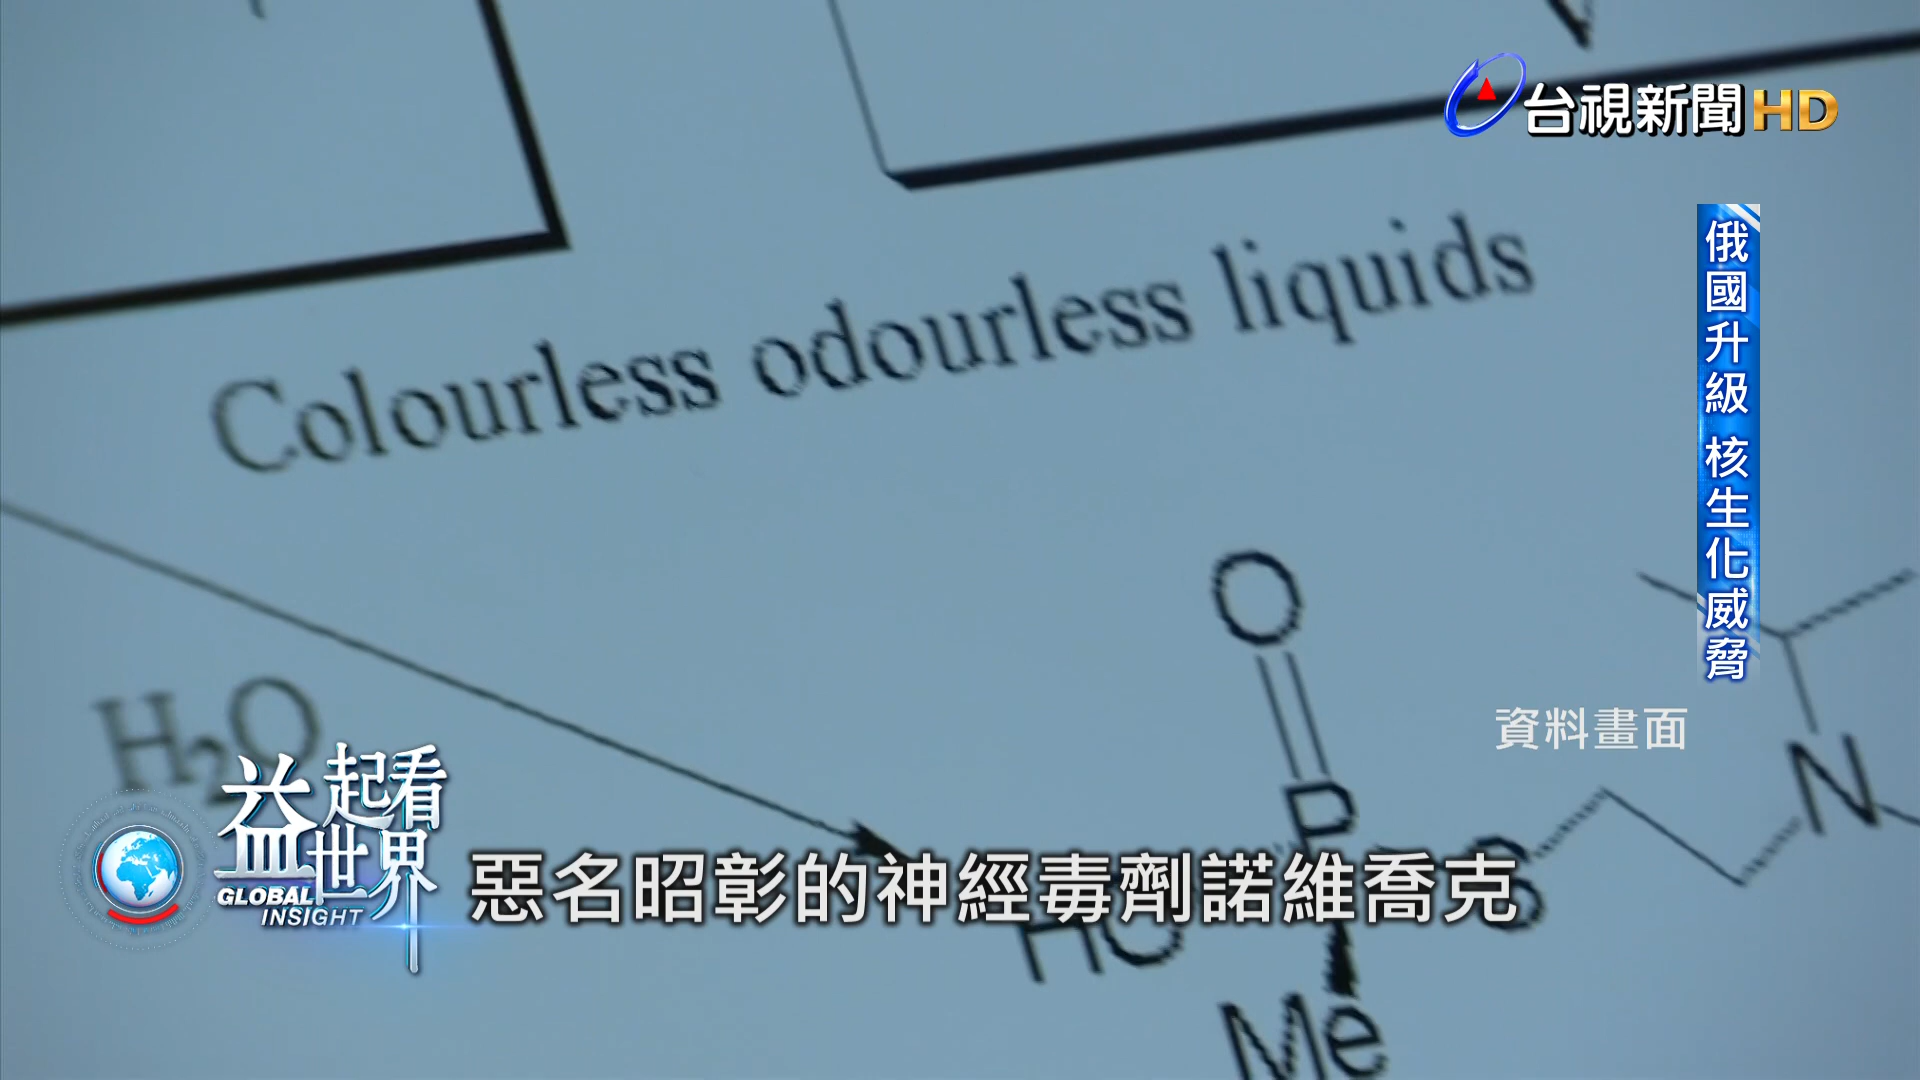 台視新聞HD
俄國升級 核生化威脅
Colourless odourless liquids
O
H₂O
資料畫面
N
P
S
益起看世界
GLOBAL INSIGHT
惡名昭彰的神經毒劑諾維喬克
HO
Me